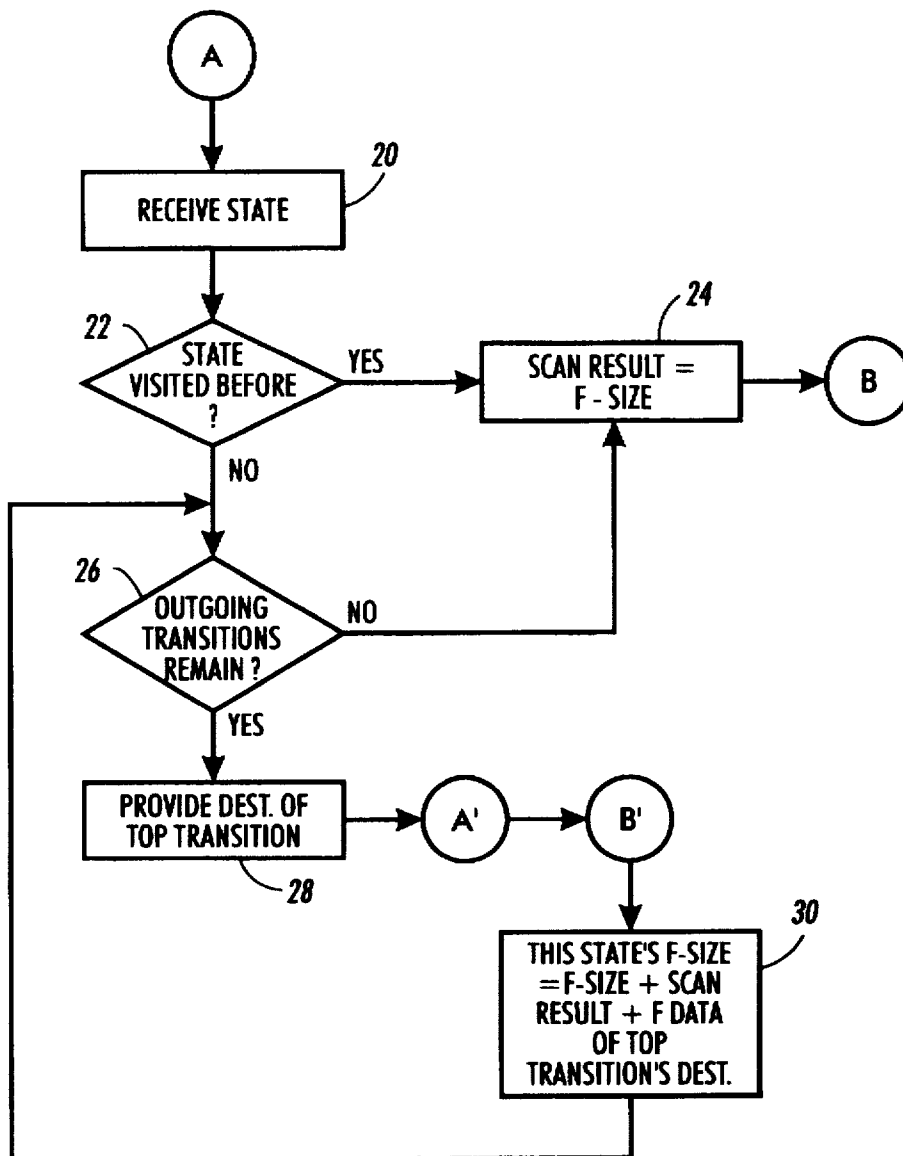 A
20
RECEIVE STATE
22
STATE
VISITED BEFORE
?
YES
24
SCAN RESULT =
F - SIZE
B
NO
26
OUTGOING
TRANSITIONS
REMAIN ?
NO
YES
PROVIDE DEST. OF
TOP TRANSITION
28
A'
B'
30
THIS STATE'S F-SIZE
=F-SIZE + SCAN
RESULT + F DATA
OF TOP
TRANSITION'S DEST.